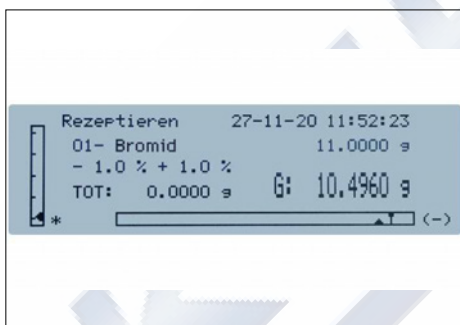 Rezeptieren 27-11-20 11:52:23
01- Bromid 11.0000 g
- 1.0 % + 1.0 %
TOT: 0.0000 g G: 10.4960 g
* (-)